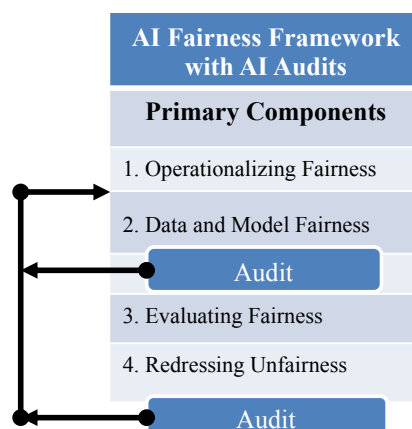 AI Fairness Framework
with AI Audits
Primary Components
1. Operationalizing Fairness
2. Data and Model Fairness
Audit
3. Evaluating Fairness
4. Redressing Unfairness
Audit